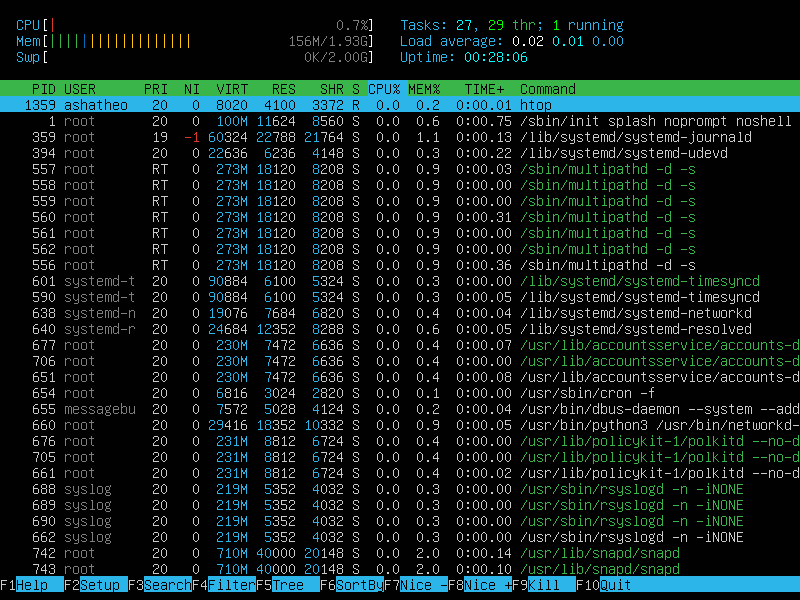 CPU[| 0.7%] Tasks: 27, 29 thr; 1 running
Mem[|||||||||||||||||| 156M/1.93G] Load average: 0.02 0.01 0.00
Swp[ 0K/2.00G] Uptime: 00:28:06
PID USER PRI NI VIRT RES SHR S CPU% MEM% TIME+ Command
1359 ashatheo 20 0 8020 4100 3372 R 0.0 0.2 0:00.01 htop
1 root 20 0 100M 11624 8560 S 0.0 0.6 0:00.75 /sbin/init splash noprompt noshell
359 root 19 -1 60324 22788 21764 S 0.0 1.1 0:00.13 /lib/systemd/systemd-journald
394 root 20 0 22636 6236 4148 S 0.0 0.3 0:00.22 /lib/systemd/systemd-udevd
557 root RT 0 273M 18120 8208 S 0.0 0.9 0:00.03 /sbin/multipathd -d -s
558 root RT 0 273M 18120 8208 S 0.0 0.9 0:00.00 /sbin/multipathd -d -s
559 root RT 0 273M 18120 8208 S 0.0 0.9 0:00.00 /sbin/multipathd -d -s
560 root RT 0 273M 18120 8208 S 0.0 0.9 0:00.31 /sbin/multipathd -d -s
561 root RT 0 273M 18120 8208 S 0.0 0.9 0:00.00 /sbin/multipathd -d -s
562 root RT 0 273M 18120 8208 S 0.0 0.9 0:00.00 /sbin/multipathd -d -s
556 root RT 0 273M 18120 8208 S 0.0 0.9 0:00.36 /sbin/multipathd -d -s
601 systemd-t 20 0 90884 6100 5324 S 0.0 0.3 0:00.00 /lib/systemd/systemd-timesyncd
590 systemd-t 20 0 90884 6100 5324 S 0.0 0.3 0:00.05 /lib/systemd/systemd-timesyncd
638 systemd-n 20 0 19076 7684 6820 S 0.0 0.4 0:00.04 /lib/systemd/systemd-networkd
640 systemd-r 20 0 24684 12352 8288 S 0.0 0.6 0:00.05 /lib/systemd/systemd-resolved
677 root 20 0 230M 7472 6636 S 0.0 0.4 0:00.07 /usr/lib/accountsservice/accounts-d
706 root 20 0 230M 7472 6636 S 0.0 0.4 0:00.00 /usr/lib/accountsservice/accounts-d
651 root 20 0 230M 7472 6636 S 0.0 0.4 0:00.08 /usr/lib/accountsservice/accounts-d
654 root 20 0 6816 3024 2820 S 0.0 0.1 0:00.00 /usr/sbin/cron -f
655 messagebu 20 0 7572 5028 4124 S 0.0 0.2 0:00.04 /usr/bin/dbus-daemon --system --add
660 root 20 0 29416 18352 10332 S 0.0 0.9 0:00.05 /usr/bin/python3 /usr/bin/networkd-
676 root 20 0 231M 8812 6724 S 0.0 0.4 0:00.00 /usr/lib/policykit-1/polkitd --no-d
705 root 20 0 231M 8812 6724 S 0.0 0.4 0:00.00 /usr/lib/policykit-1/polkitd --no-d
661 root 20 0 231M 8812 6724 S 0.0 0.4 0:00.02 /usr/lib/policykit-1/polkitd --no-d
688 syslog 20 0 219M 5352 4032 S 0.0 0.3 0:00.00 /usr/sbin/rsyslogd -n -iNONE
689 syslog 20 0 219M 5352 4032 S 0.0 0.3 0:00.00 /usr/sbin/rsyslogd -n -iNONE
690 syslog 20 0 219M 5352 4032 S 0.0 0.3 0:00.00 /usr/sbin/rsyslogd -n -iNONE
662 syslog 20 0 219M 5352 4032 S 0.0 0.3 0:00.00 /usr/sbin/rsyslogd -n -iNONE
742 root 20 0 710M 40000 20148 S 0.0 2.0 0:00.14 /usr/lib/snapd/snapd
743 root 20 0 710M 40000 20148 S 0.0 2.0 0:00.10 /usr/lib/snapd/snapd
F1Help F2Setup F3SearchF4FilterF5Tree F6SortByF7Nice -F8Nice +F9Kill F10Quit